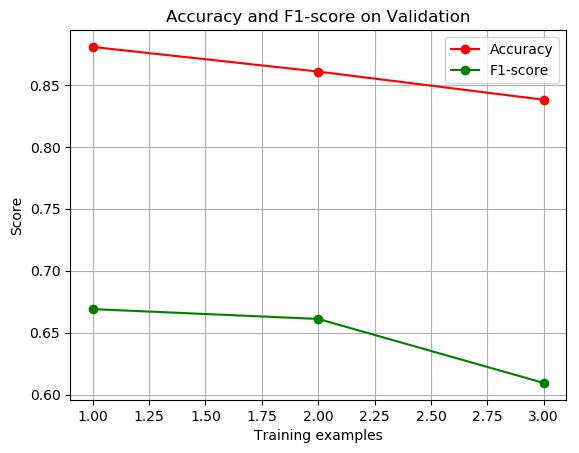 Accuracy and F1-score on Validation
Accuracy
F1-score
0.85
0.80
0.75
0.70
0.65
0.60
Score
1.00 1.25 1.50 1.75 2.00 2.25 2.50 2.75 3.00
Training examples